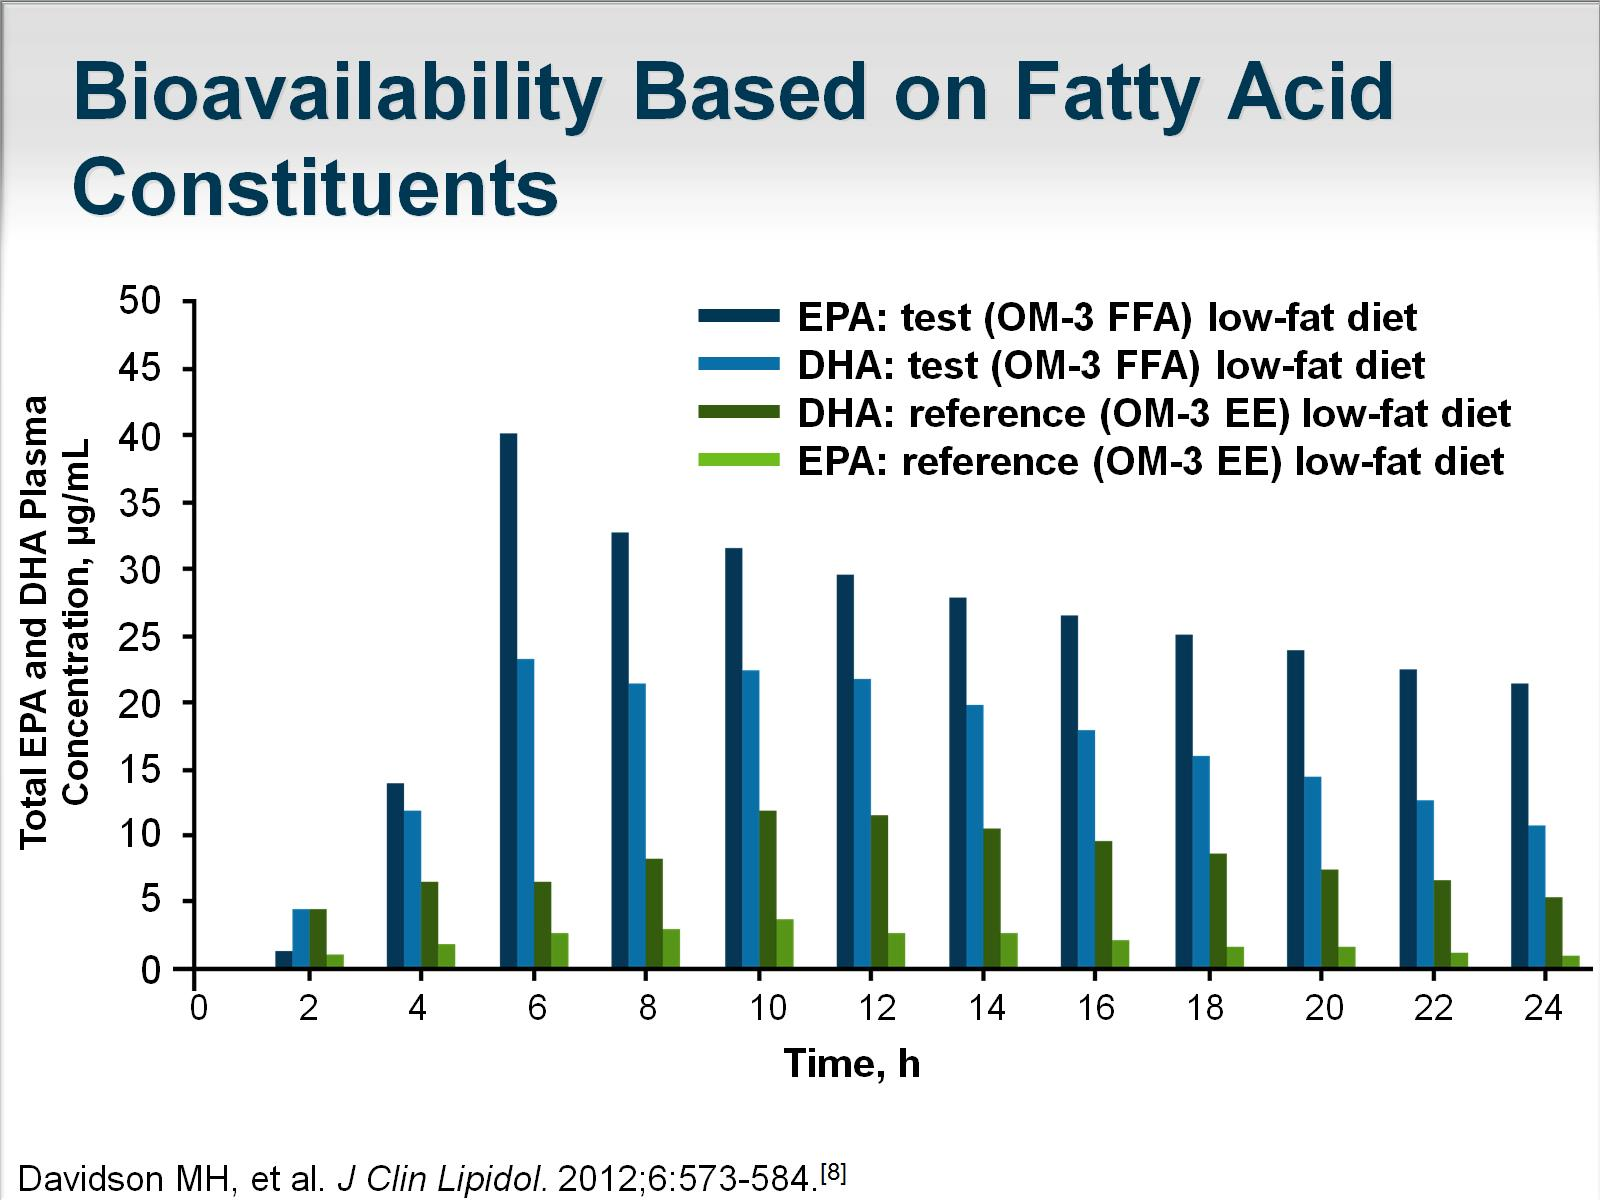 Bioavailability Based on Fatty Acid
Constituents
Total EPA and DHA Plasma
Concentration, µg/mL
50
45
40
35
30
25
20
15
10
5
0
EPA: test (OM-3 FFA) low-fat diet
DHA: test (OM-3 FFA) low-fat diet
DHA: reference (OM-3 EE) low-fat diet
EPA: reference (OM-3 EE) low-fat diet
0 2 4 6 8 10 12 14 16 18 20 22 24
Time, h
Davidson MH, et al. J Clin Lipidol. 2012;6:573-584.[8]